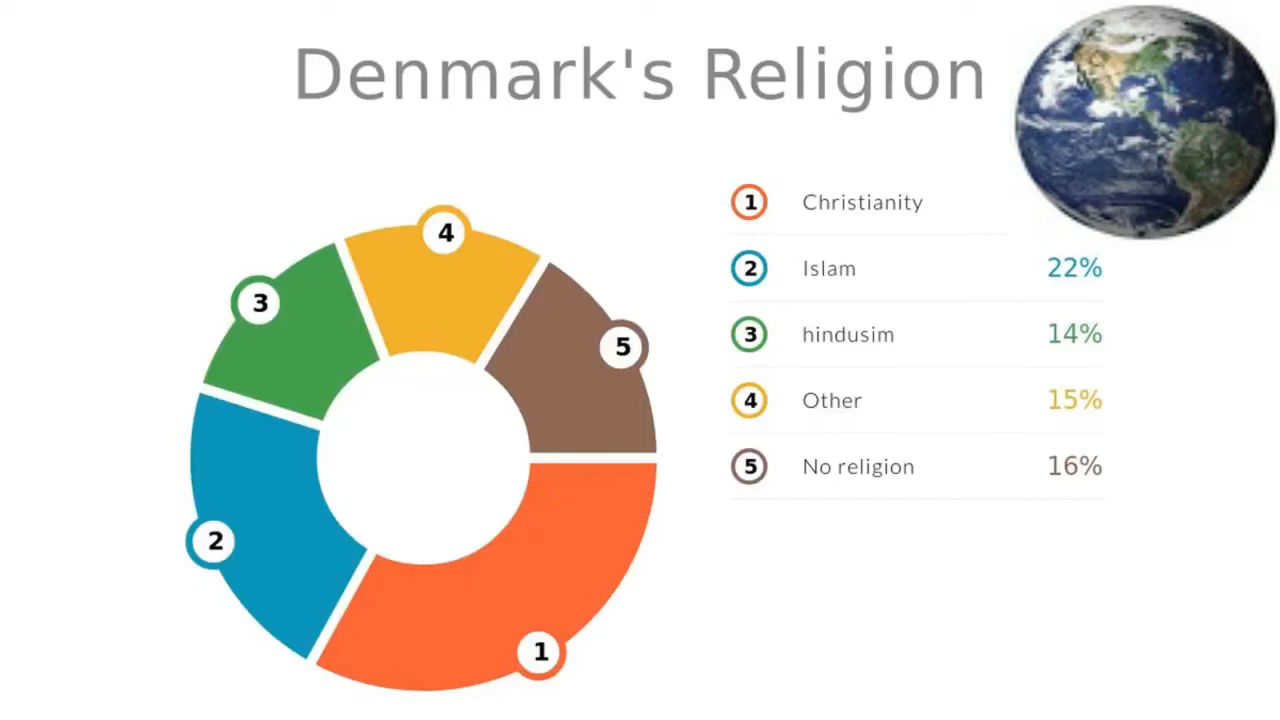 Denmark's Religion
1 Christianity
2 Islam 22%
3 hindusim 14%
4 Other 15%
5 No religion 16%
4
3
5
2
1